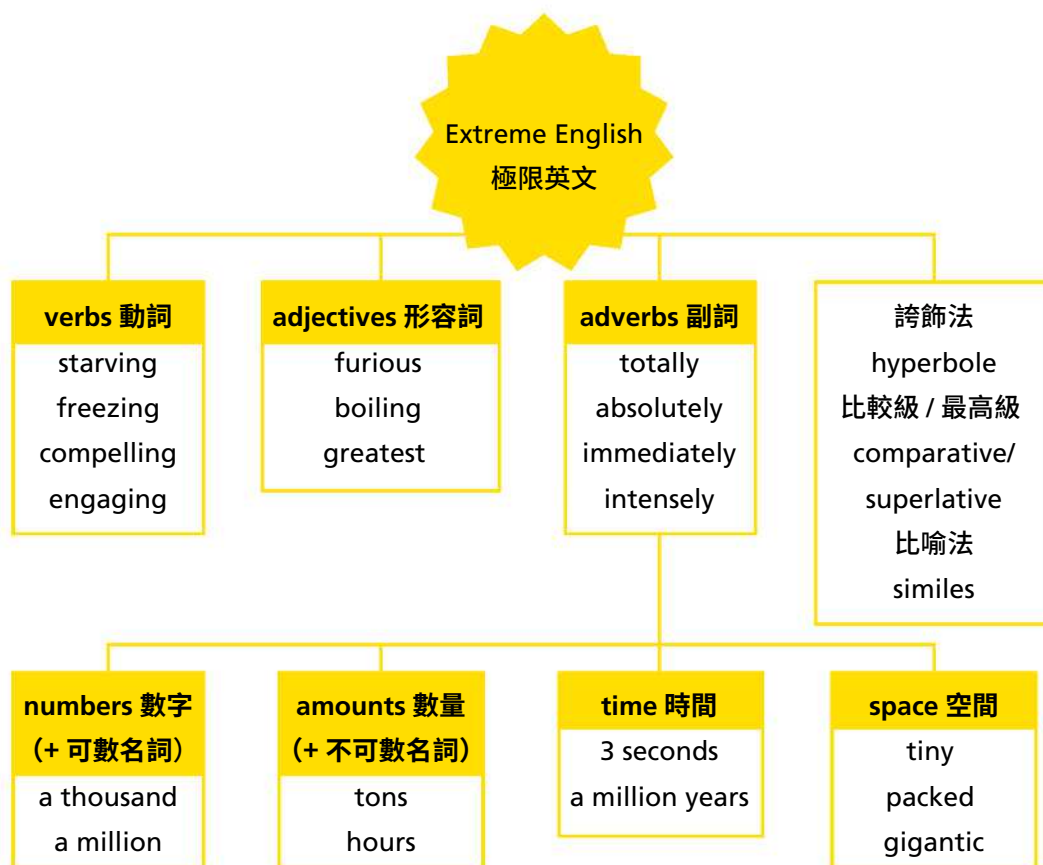 Extreme English
極限英文
verbs 動詞
starving
freezing
compelling
engaging
adjectives 形容詞
furious
boiling
greatest
adverbs 副詞
totally
absolutely
immediately
intensely
誇飾法
hyperbole
比較級 / 最高級
comparative/
superlative
比喻法
similes
numbers 數字
（+ 可數名詞）
a thousand
a million
amounts 數量
（+ 不可數名詞）
tons
hours
time 時間
3 seconds
a million years
space 空間
tiny
packed
gigantic